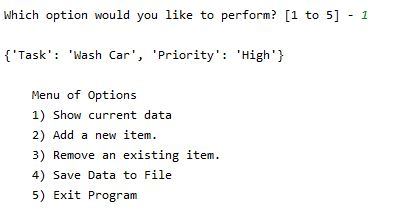 Which option would you like to perform? [1 to 5] - 1
{'Task': 'Wash Car', 'Priority': 'High'}
Menu of Options
1) Show current data
2) Add a new item.
3) Remove an existing item.
4) Save Data to File
5) Exit Program